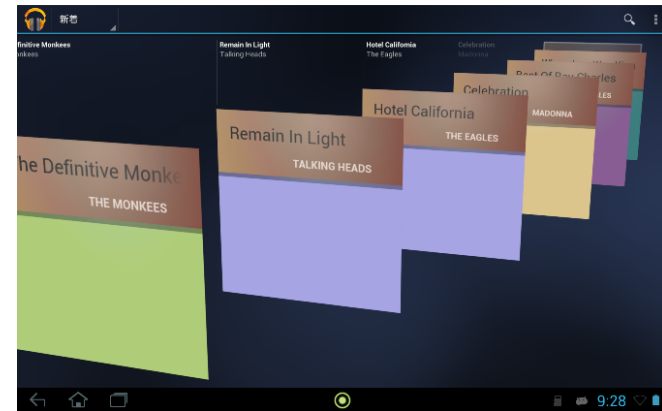 新着
efinitive Monkees
nkees
Remain In Light
Talking Heads
Hotel California
The Eagles
Celebration
Madonna
he Definitive Monke
THE MONKEES
Remain In Light
TALKING HEADS
Hotel California
THE EAGLES
Celebration
MADONNA
Best Of Ray Charles
LES
9:28